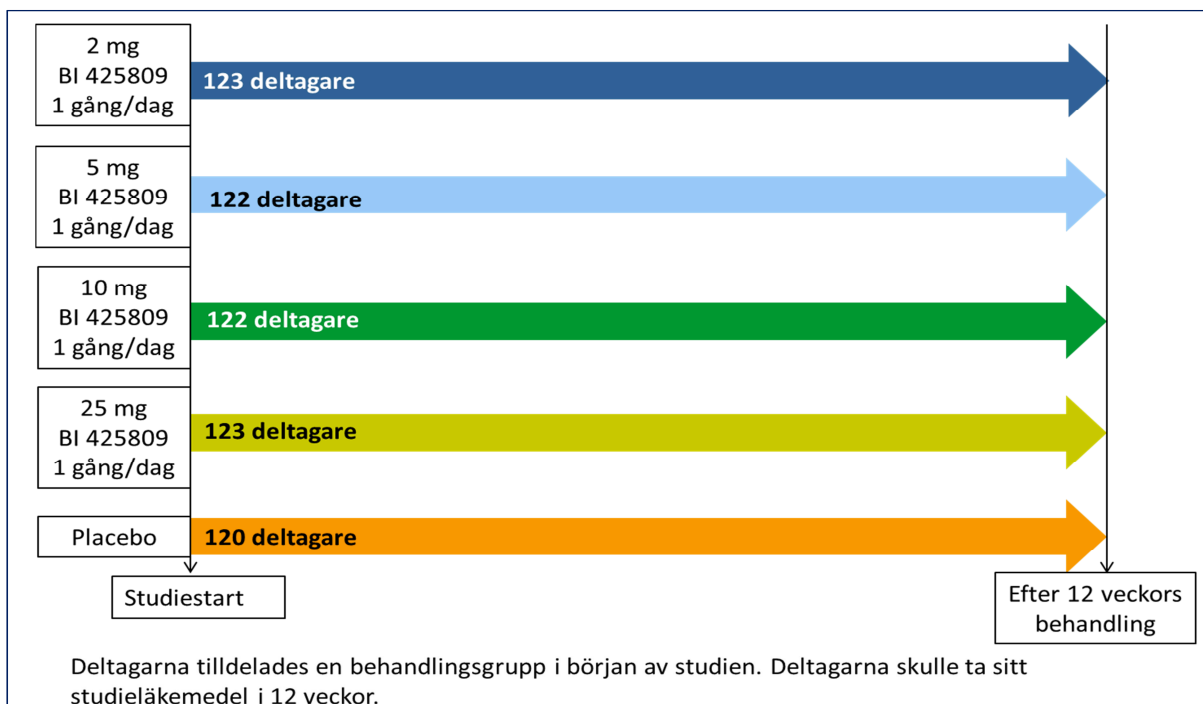 2 mg
BI 425809
1 gång/dag
123 deltagare
5 mg
BI 425809
1 gång/dag
122 deltagare
10 mg
BI 425809
1 gång/dag
122 deltagare
25 mg
BI 425809
1 gång/dag
123 deltagare
Placebo
120 deltagare
Studiestart
Efter 12 veckors
behandling
Deltagarna tilldelades en behandlingsgrupp i början av studien. Deltagarna skulle ta sitt
studieläkemedel i 12 veckor.